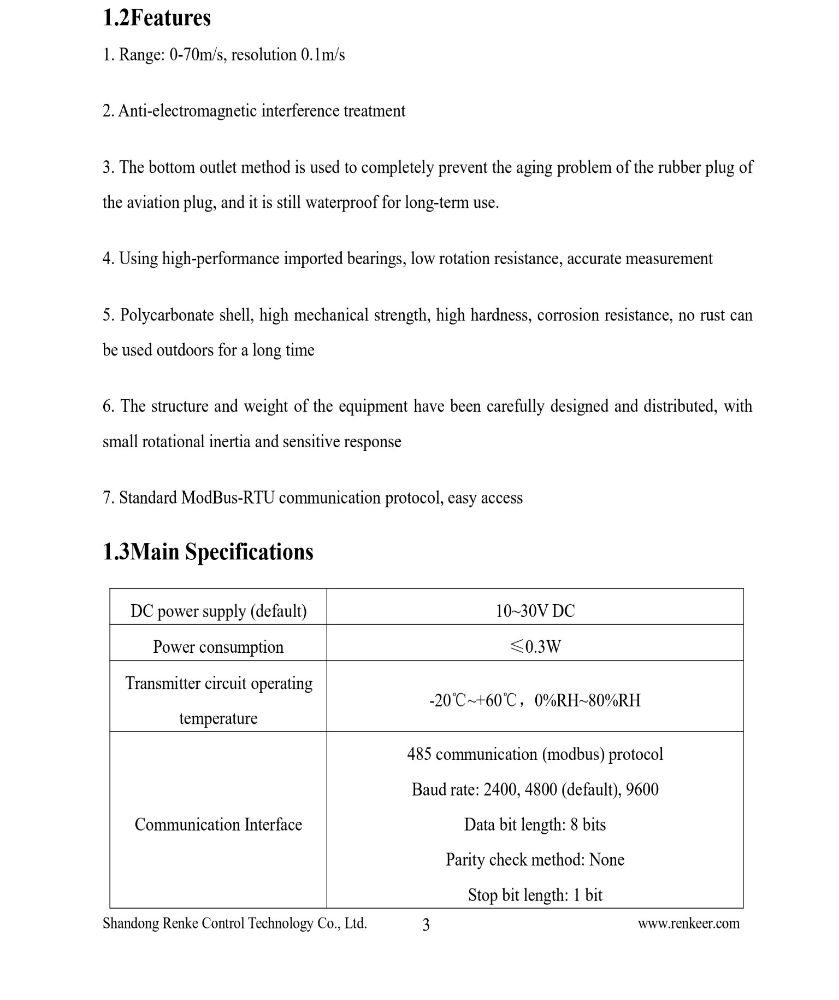 1.2Features
1. Range: 0-70m/s, resolution 0.1m/s
2. Anti-electromagnetic interference treatment
3. The bottom outlet method is used to completely prevent the aging problem of the rubber plug of
the aviation plug, and it is still waterproof for long-term use.
4. Using high-performance imported bearings, low rotation resistance, accurate measurement
5. Polycarbonate shell, high mechanical strength, high hardness, corrosion resistance, no rust can
be used outdoors for a long time
6. The structure and weight of the equipment have been carefully designed and distributed, with
small rotational inertia and sensitive response
7. Standard ModBus-RTU communication protocol, easy access
1.3Main Specifications
DC power supply (default)
10~30V DC
Power consumption
≤0.3W
Transmitter circuit operating
temperature
-20℃~+60℃，0%RH~80%RH
Communication Interface
485 communication (modbus) protocol
Baud rate: 2400, 4800 (default), 9600
Data bit length: 8 bits
Parity check method: None
Stop bit length: 1 bit
Shandong Renke Control Technology Co., Ltd. 3 www.renkeer.com